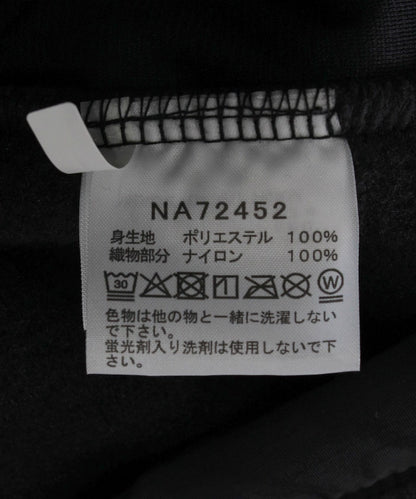 NA72452
身生地 ポリエステル 100%
織物部分 ナイロン 100%
30 W
色物は他の物と一緒に洗濯しない
で下さい。
蛍光剤入り洗剤は使用しないで下
さい。